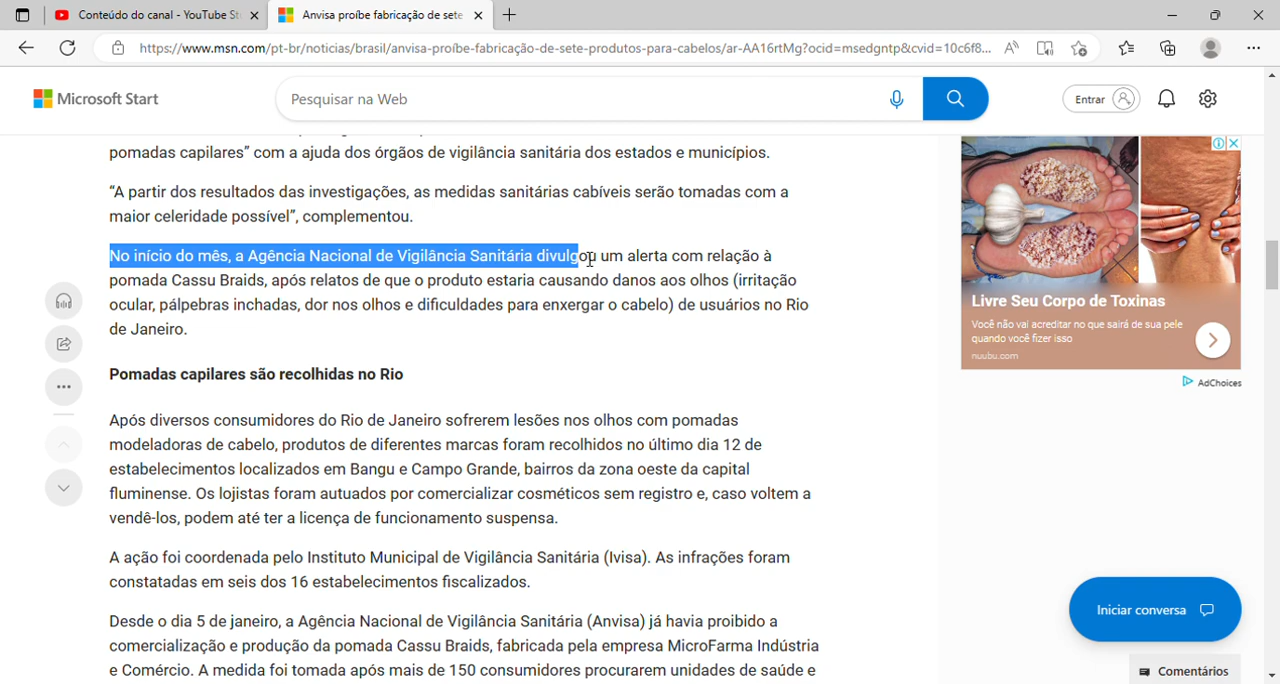 Conteúdo do canal - YouTube St
Anvisa proíbe fabricação de sete
https://www.msn.com/pt-br/noticias/brasil/anvisa-proíbe-fabricação-de-sete-produtos-para-cabelos/ar-AA16rtMg?ocid=msedgntp&cvid=10c6f8...
Microsoft Start
Pesquisar na Web
Entrar
pomadas capilares” com a ajuda dos órgãos de vigilância sanitária dos estados e municípios.
“A partir dos resultados das investigações, as medidas sanitárias cabíveis serão tomadas com a
maior celeridade possível”, complementou.
No início do mês, a Agência Nacional de Vigilância Sanitária divulgou um alerta com relação à
pomada Cassu Braids, após relatos de que o produto estaria causando danos aos olhos (irritação
ocular, pálpebras inchadas, dor nos olhos e dificuldades para enxergar o cabelo) de usuários no Rio
de Janeiro.
Pomadas capilares são recolhidas no Rio
Após diversos consumidores do Rio de Janeiro sofrerem lesões nos olhos com pomadas
modeladoras de cabelo, produtos de diferentes marcas foram recolhidos no último dia 12 de
estabelecimentos localizados em Bangu e Campo Grande, bairros da zona oeste da capital
fluminense. Os lojistas foram autuados por comercializar cosméticos sem registro e, caso voltem a
vendê-los, podem até ter a licença de funcionamento suspensa.
A ação foi coordenada pelo Instituto Municipal de Vigilância Sanitária (Ivisa). As infrações foram
constatadas em seis dos 16 estabelecimentos fiscalizados.
Desde o dia 5 de janeiro, a Agência Nacional de Vigilância Sanitária (Anvisa) já havia proibido a
comercialização e produção da pomada Cassu Braids, fabricada pela empresa MicroFarma Indústria
e Comércio. A medida foi tomada após mais de 150 consumidores procurarem unidades de saúde e
Livre Seu Corpo de Toxinas
Você não vai acreditar no que sairá de sua pele
quando você fizer isso
nuubu.com
AdChoices
Iniciar conversa
Comentários